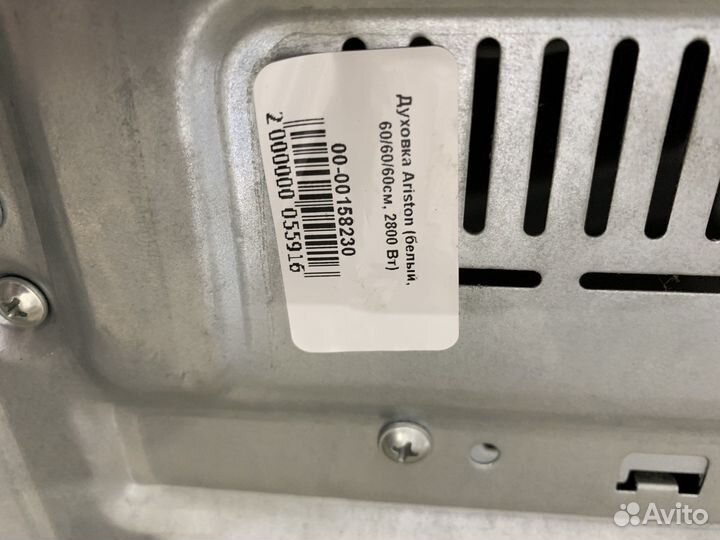 Духовка Ariston (белый,
60/60/60см, 2800 Вт)
00-00158230
2 000000 055916
Avito